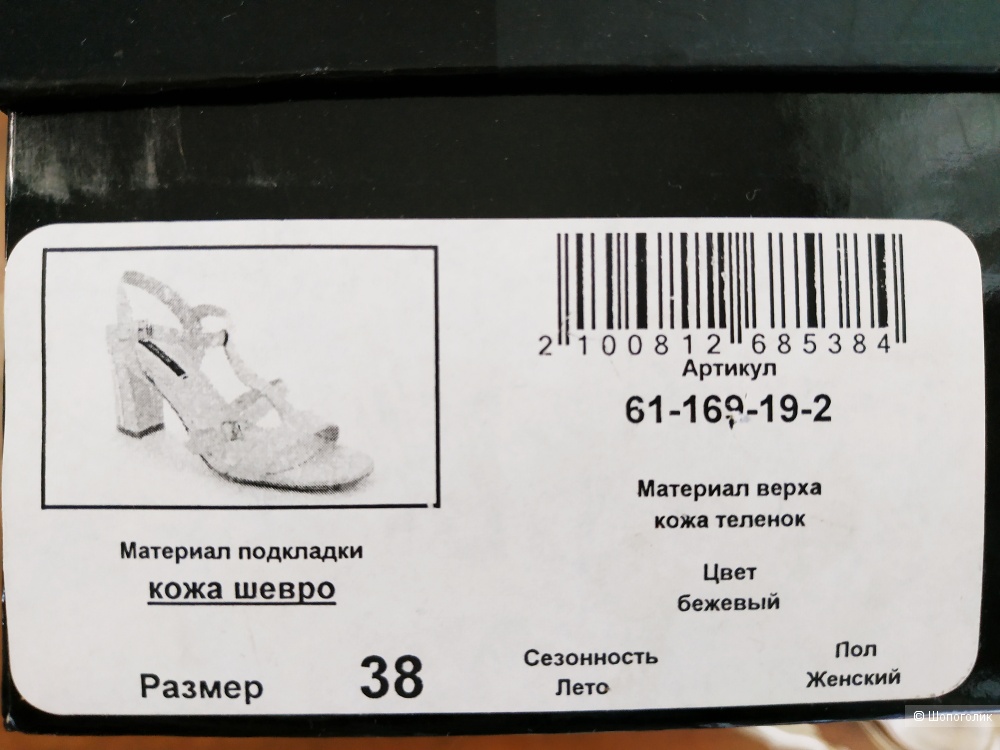 2 100812 685384
Артикул
61-169-19-2
Материал верха
кожа теленок
Цвет
бежевый
Материал подкладки
кожа шевро
Размер 38
Сезонность
Лето
Пол
Женский
© Шопоголик